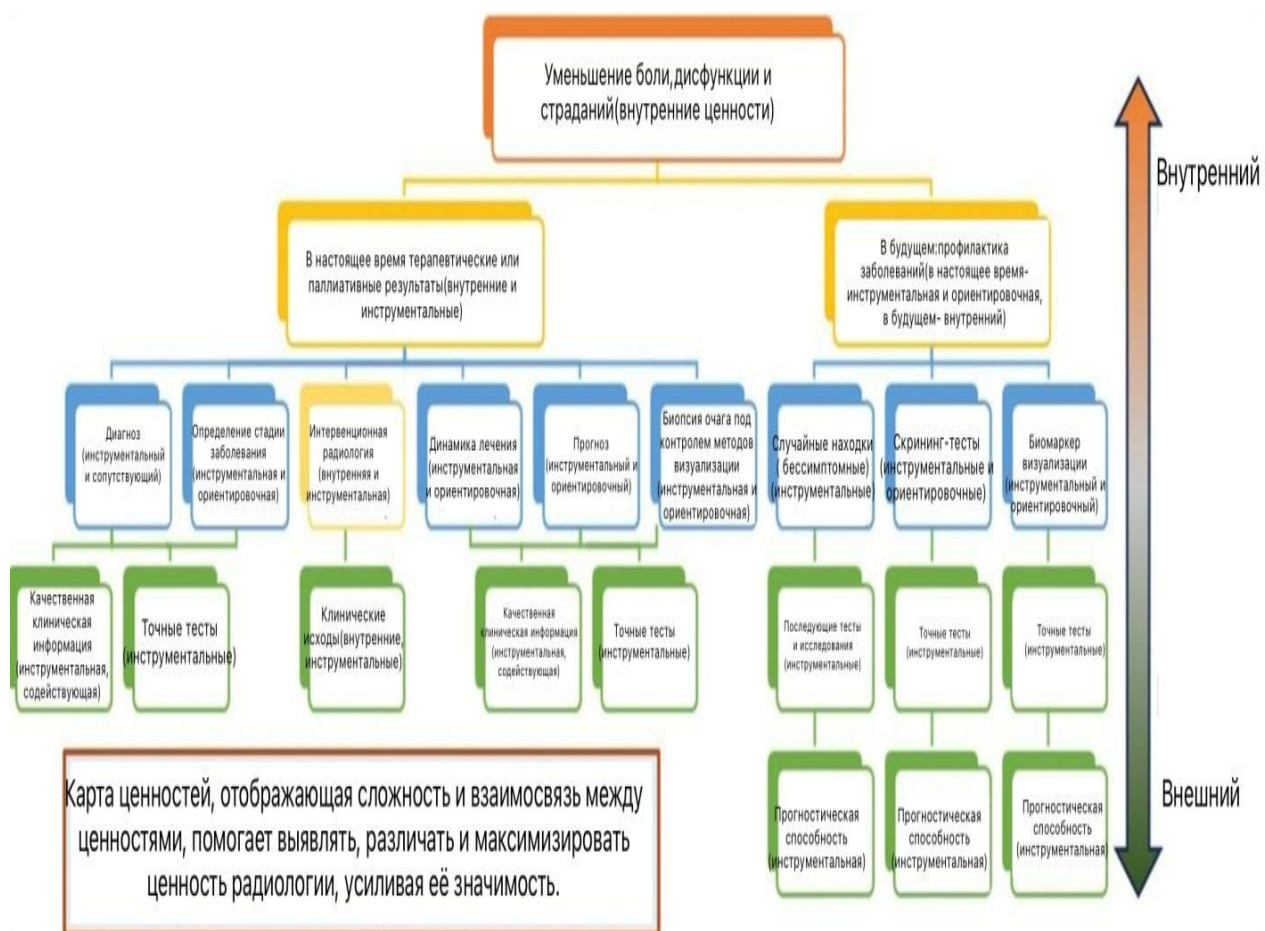 Уменьшение боли,дисфункции и
страданий(внутренние ценности)
Внутренний
В настоящее время терапевтические или
паллиативные результаты(внутренние и
инструментальные)
В будущем:профилактика
заболеваний(в настоящее время-
инструментальная и ориентировочная,
в будущем- внутренний)
Диагноз
(инструментальный
и сопутствующий)
Определение стадии
заболевания
(инструментальная и
ориентировочная)
Интервенционная
радиология
(внутренняя и
инструментальная)
Динамика лечения
(инструментальная
и ориентировочная)
Прогноз
(инструментальный и
ориентировочный)
Биопсия очага под
контролем методов
визуализации
(инструментальная и
ориентировочная)
Случайные находки
( бессимптомные)
(инструментальные)
Скрининг-тесты
(инструментальные и
ориентировочные)
Биомаркер
визуализации
(инструментальный и
ориентировочный)
Качественная
клиническая
информация
(инструментальная,
содействующая)
Точные тесты
(инструментальные)
Клинические
исходы(внутренние,
инструментальные)
Качественная
клиническая информация
(инструментальная,
содействующая)
Точные тесты
(инструментальные)
Последующие тесты
и исследования
(инструментальные)
Точные тесты
(инструментальные)
Точные тесты
(инструментальные)
Прогностическая
способность
(инструментальная)
Прогностическая
способность
(инструментальная)
Прогностическая
способность
(инструментальная)
Внешний
Карта ценностей, отображающая сложность и взаимосвязь между
ценностями, помогает выявлять, различать и максимизировать
ценность радиологии, усиливая её значимость.